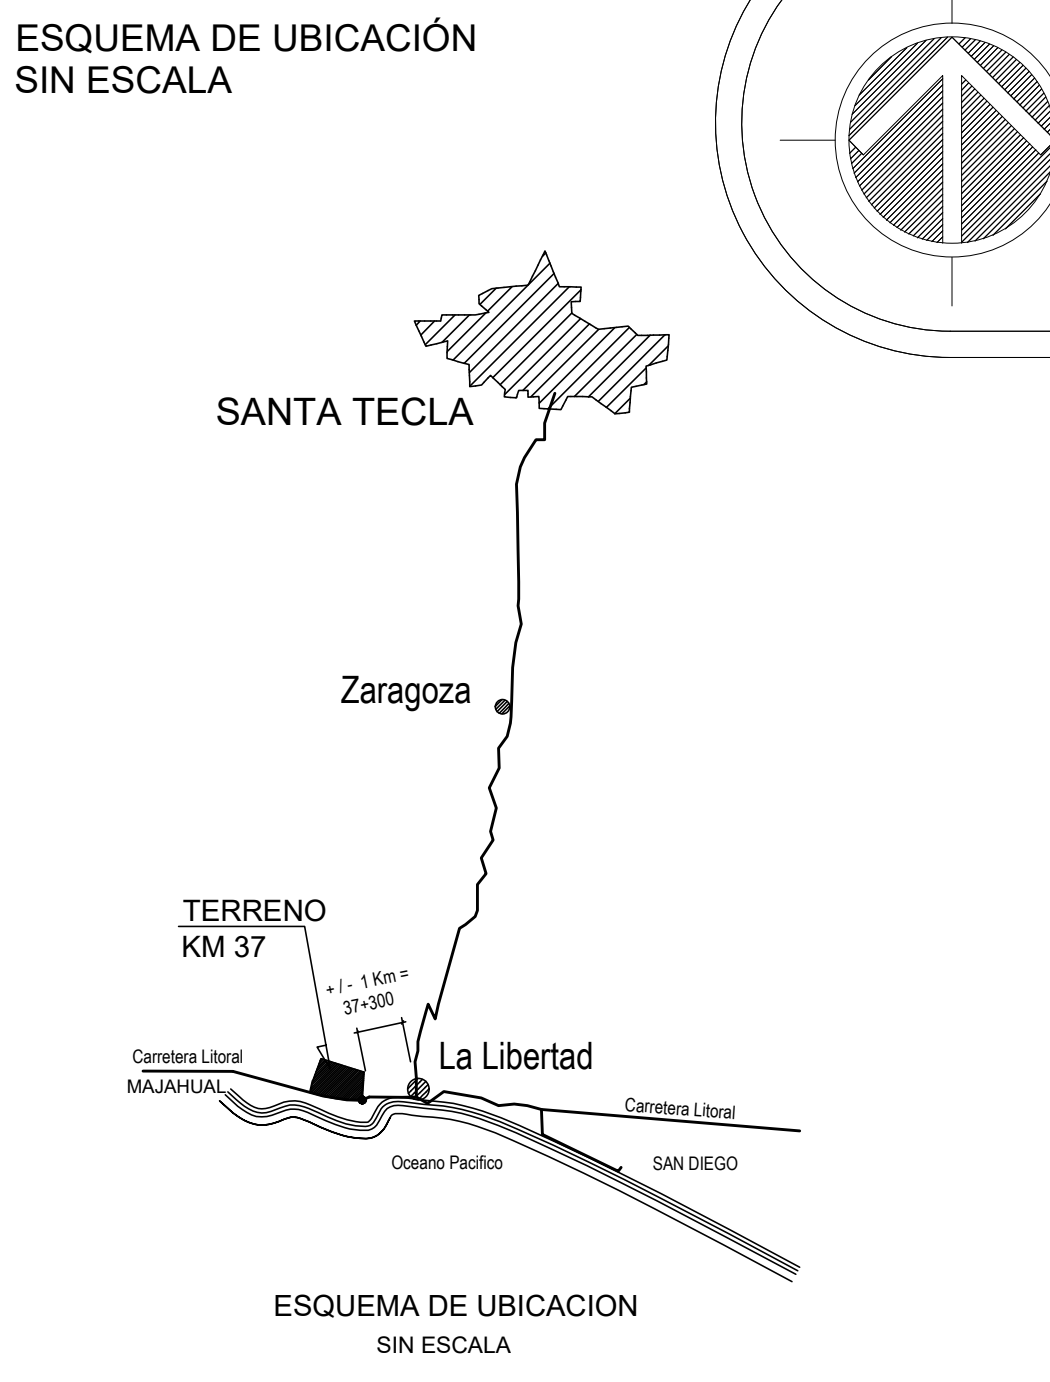 ESQUEMA DE UBICACIÓN
SIN ESCALA
SANTA TECLA
Zaragoza
TERRENO
KM 37
+ / - 1 Km =
37+300
La Libertad
Carretera Litoral
MAJAHUAL
Carretera Litoral
Oceano Pacifico
SAN DIEGO
ESQUEMA DE UBICACION
SIN ESCALA